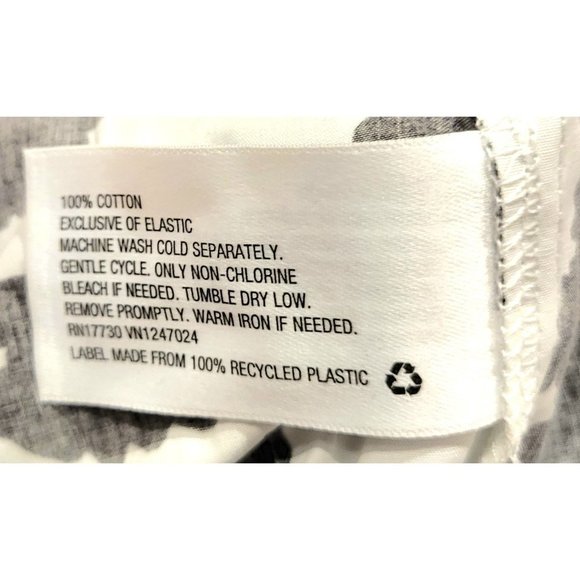 100% COTTON
EXCLUSIVE OF ELASTIC
MACHINE WASH COLD SEPARATELY.
GENTLE CYCLE. ONLY NON-CHLORINE
BLEACH IF NEEDED. TUMBLE DRY LOW.
REMOVE PROMPTLY. WARM IRON IF NEEDED.
RN17730 VN1247024
LABEL MADE FROM 100% RECYCLED PLASTIC